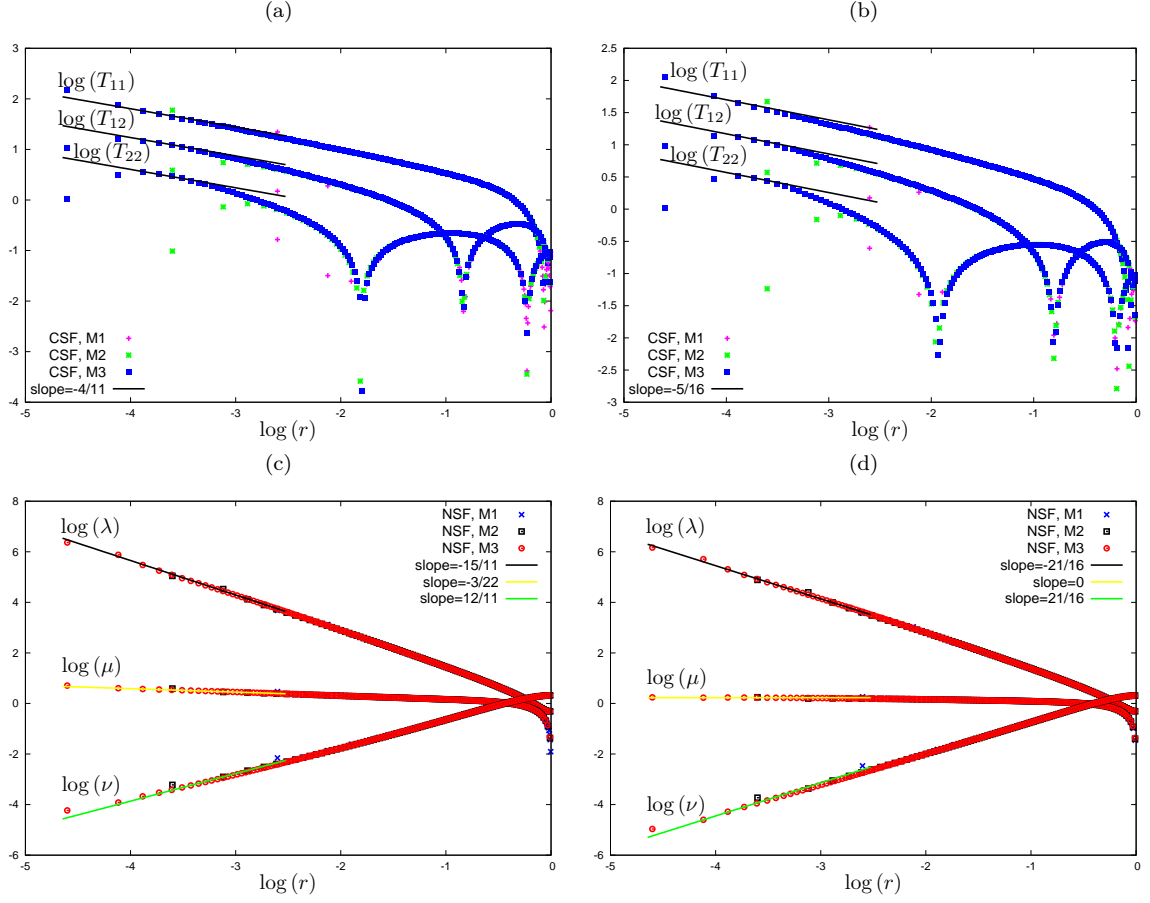 (a)
3
2
1
0
-1
-2
-3
-4
-5
-4
-3
-2
-1
0
log (T11)
log (T12)
log (T22)
CSF, M1
CSF, M2
CSF, M3
slope=-4/11
log (r)
(b)
2.5
2
1.5
1
0.5
0
-0.5
-1
-1.5
-2
-2.5
-3
-5
-4
-3
-2
-1
0
log (T11)
log (T12)
log (T22)
CSF, M1
CSF, M2
CSF, M3
slope=-5/16
log (r)
(c)
8
6
4
2
0
-2
-4
-6
-5
-4
-3
-2
-1
0
log (λ)
log (μ)
log (ν)
NSF, M1
NSF, M2
NSF, M3
slope=-15/11
slope=-3/22
slope=12/11
log (r)
(d)
8
6
4
2
0
-2
-4
-6
-5
-4
-3
-2
-1
0
log (λ)
log (μ)
log (ν)
NSF, M1
NSF, M2
NSF, M3
slope=-21/16
slope=0
slope=21/16
log (r)